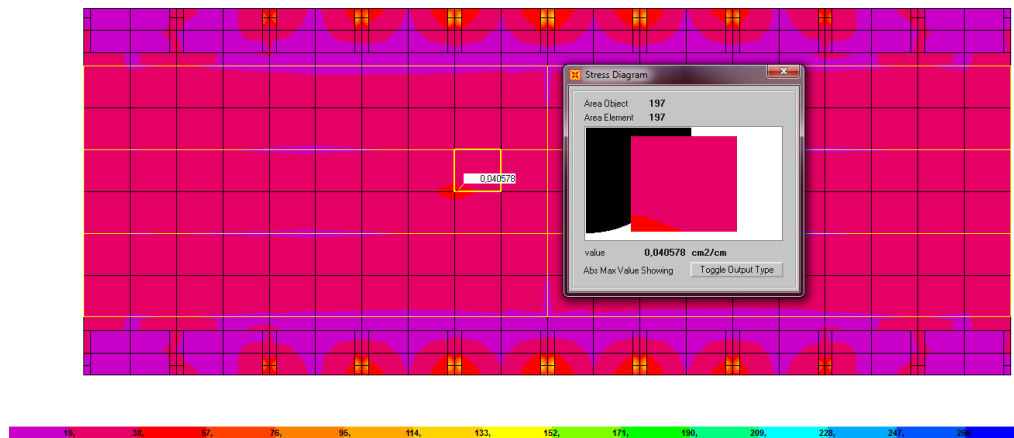 Stress Diagram
Area Object 197
Area Element 197
0,040578
value 0,040578 cm2/cm
Abs Max Value Showing Toggle Output Type
19, 38, 57, 76, 95, 114, 133, 152, 171, 190, 209, 228, 247, 266,